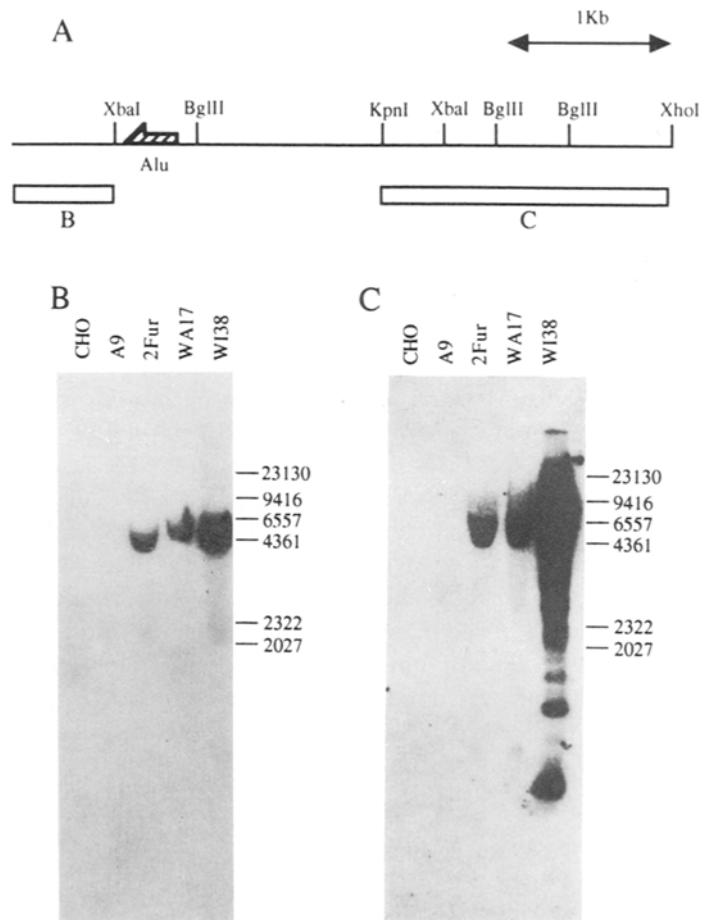 A
1Kb
XbaI BglII KpnI XbaI BglII BglII XhoI
Alu
B C
B
CHO A9 2Fur WA17 WI38
23130
9416
6557
4361
2322
2027
C
CHO A9 2Fur WA17 WI38
23130
9416
6557
4361
2322
2027